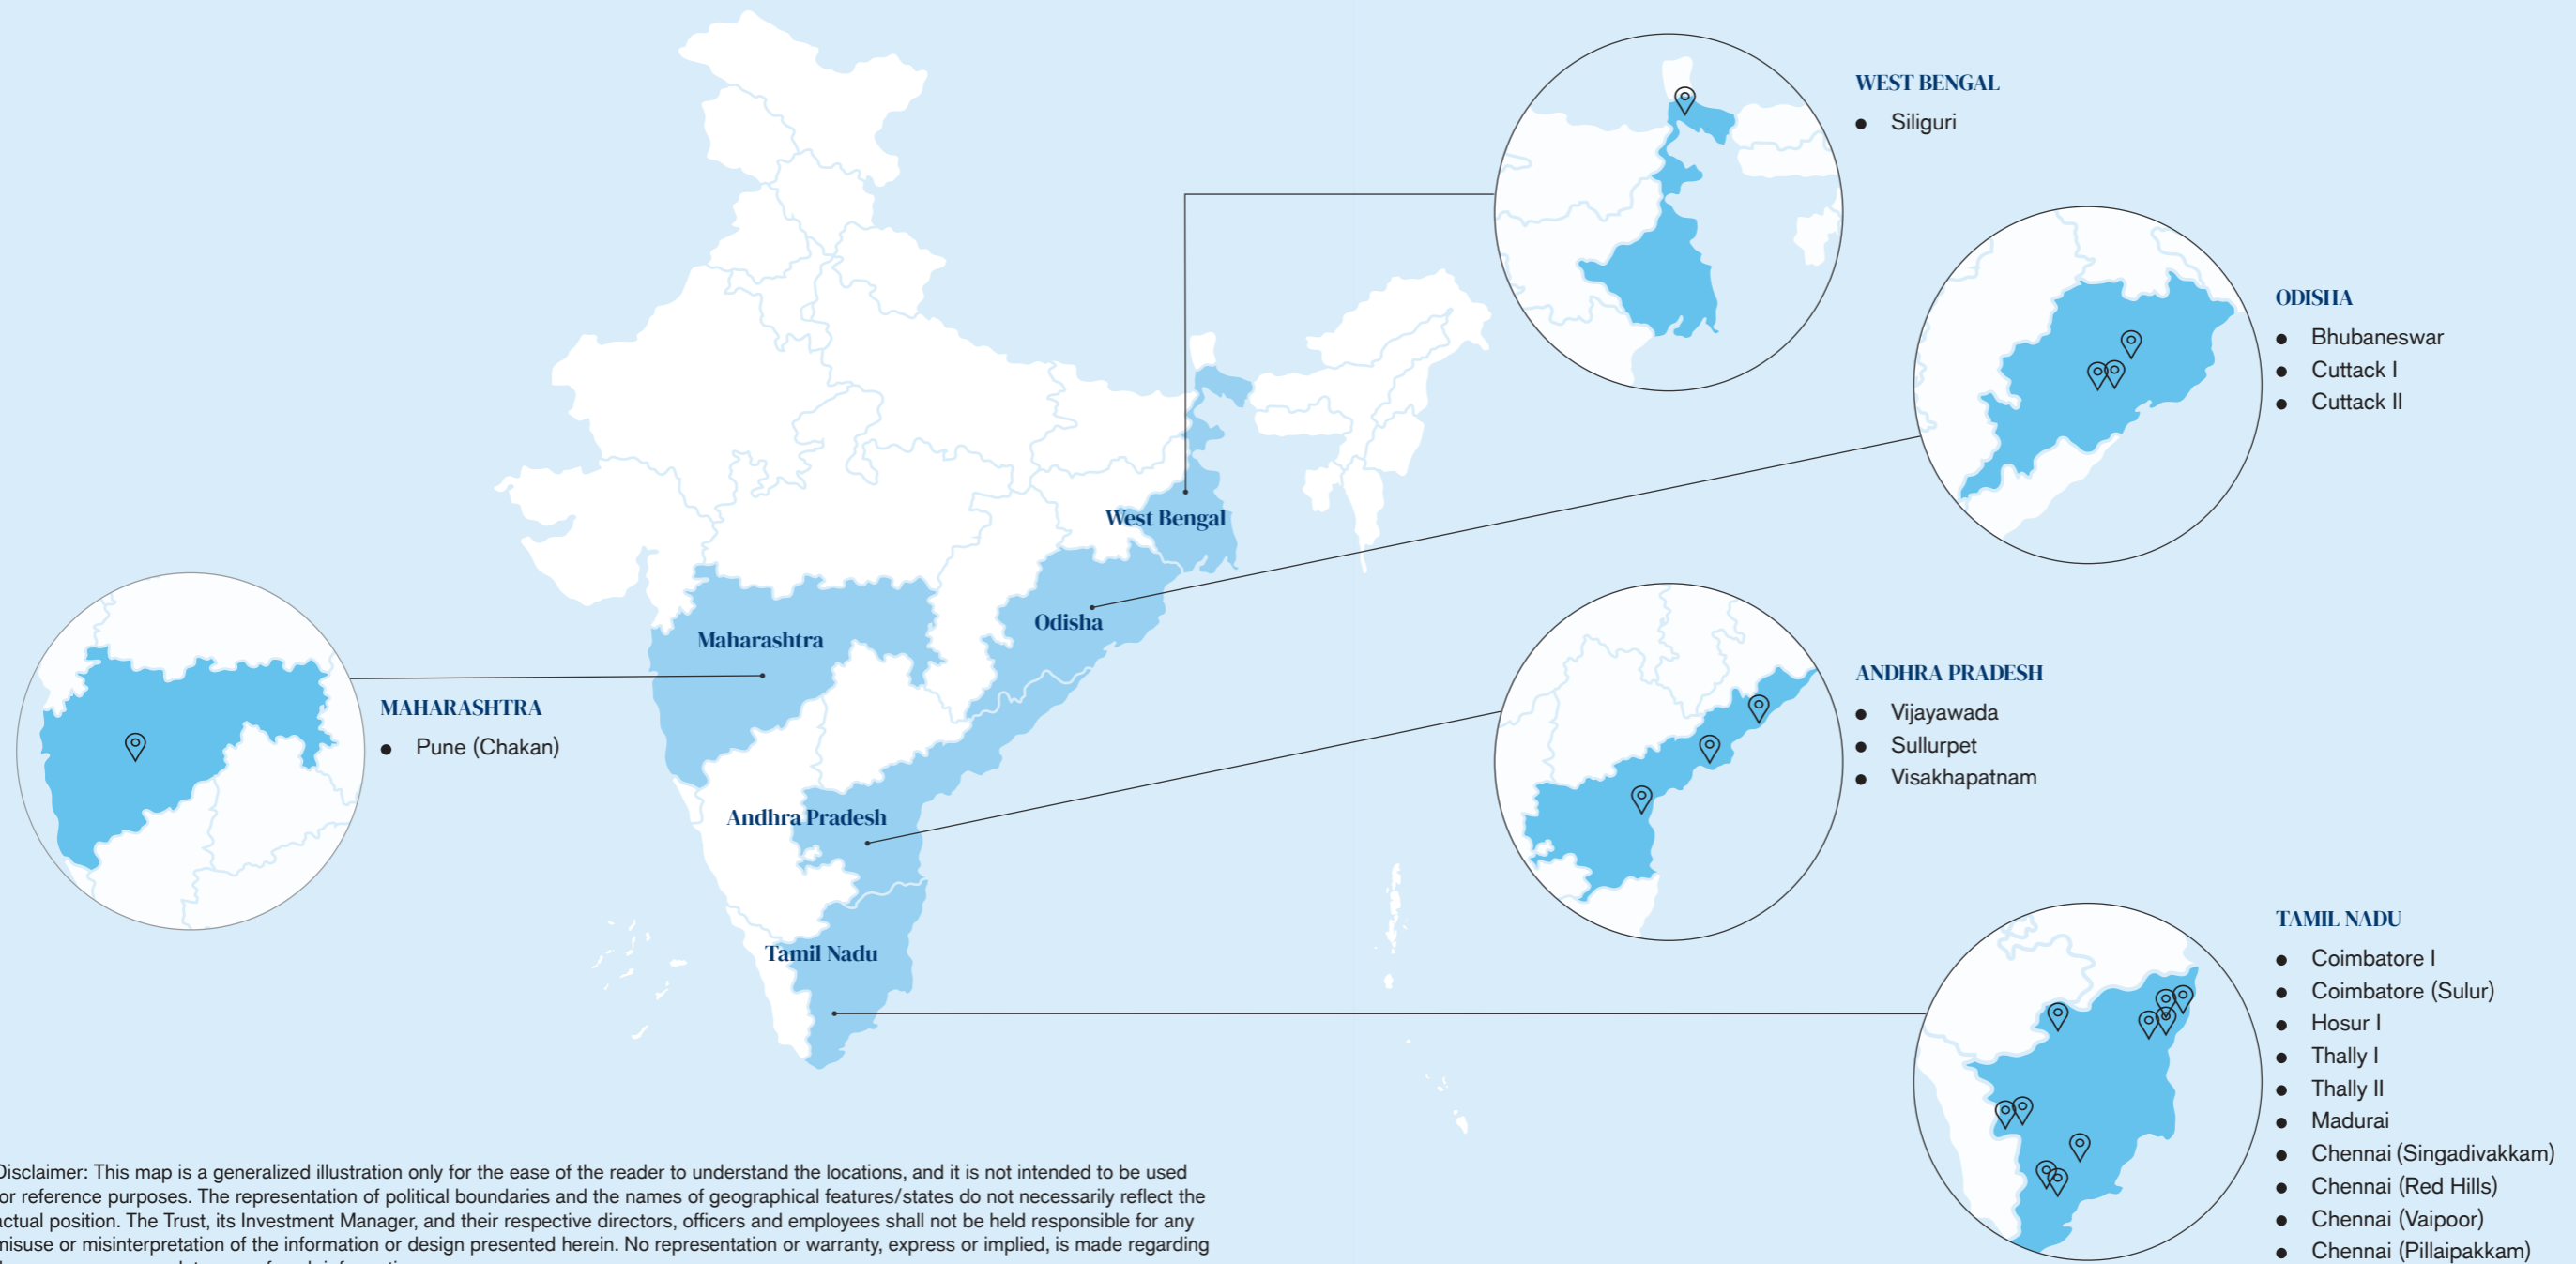 WEST BENGAL
Siliguri
ODISHA
Bhubaneswar
Cuttack I
Cuttack II
West Bengal
Odisha
Maharashtra
MAHARASHTRA
Pune (Chakan)
ANDHRA PRADESH
Vijayawada
Sullurpet
Visakhapatnam
Andhra Pradesh
Tamil Nadu
TAMIL NADU
Coimbatore I
Coimbatore (Sulur)
Hosur I
Thally I
Thally II
Madurai
Chennai (Singadivakkam)
Chennai (Red Hills)
Chennai (Vaipoor)
Chennai (Pillaipakkam)
Disclaimer: This map is a generalized illustration only for the ease of the reader to understand the locations, and it is not intended to be used
for reference purposes. The representation of political boundaries and the names of geographical features/states do not necessarily reflect the
actual position. The Trust, its Investment Manager, and their respective directors, officers and employees shall not be held responsible for any
misuse or misinterpretation of the information or design presented herein. No representation or warranty, express or implied, is made regarding